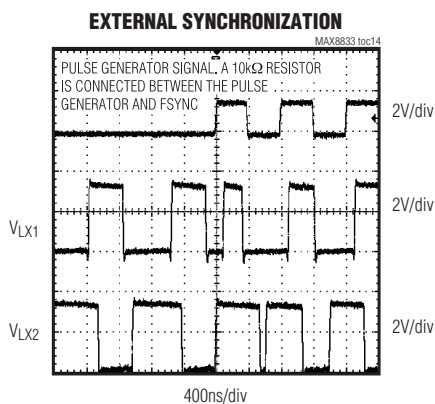 EXTERNAL SYNCHRONIZATION
MAX8833 toc14
PULSE GENERATOR SIGNAL. A 10kΩ RESISTOR
IS CONNECTED BETWEEN THE PULSE
GENERATOR AND FSYNC
2V/div
2V/div
VLX1
2V/div
VLX2
400ns/div